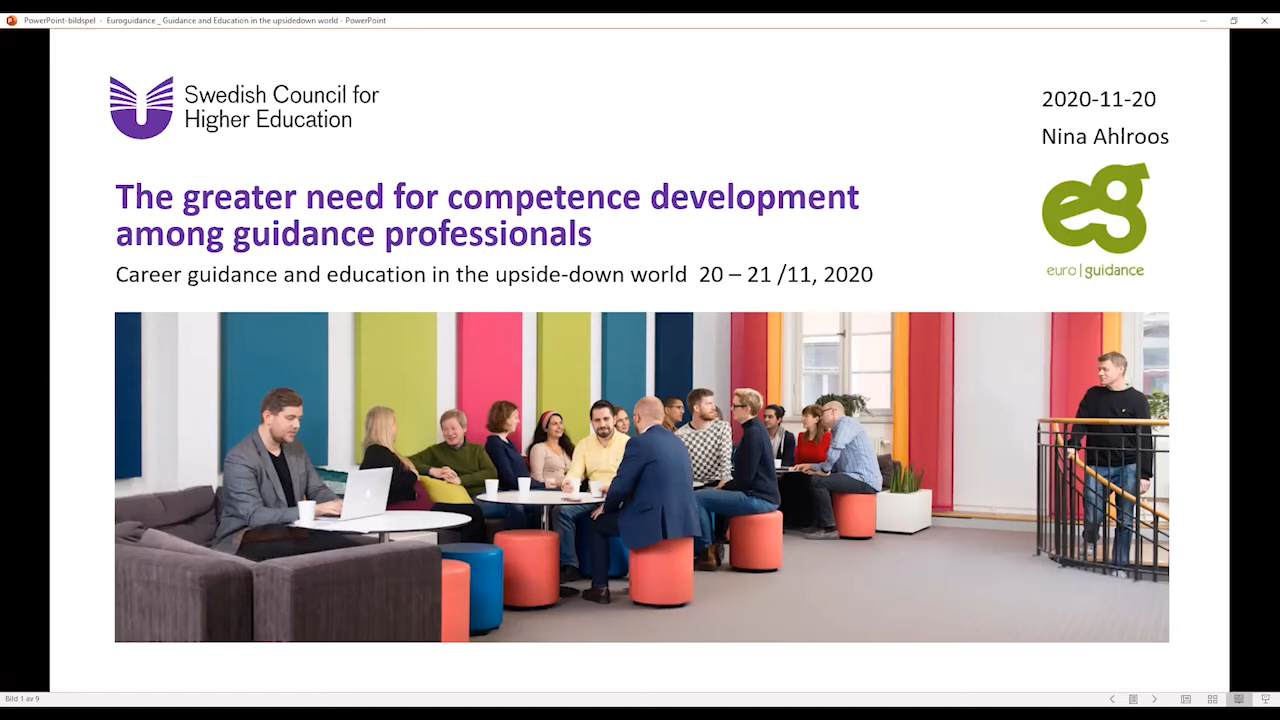 PowerPoint-bildspel - Euroguidance _ Guidance and Education in the upsidedown world - PowerPoint
Swedish Council for
Higher Education
2020-11-20
Nina Ahlroos
The greater need for competence development
among guidance professionals
Career guidance and education in the upside-down world 20 – 21 /11, 2020
eg
euro|guidance
Bild 1 av 9